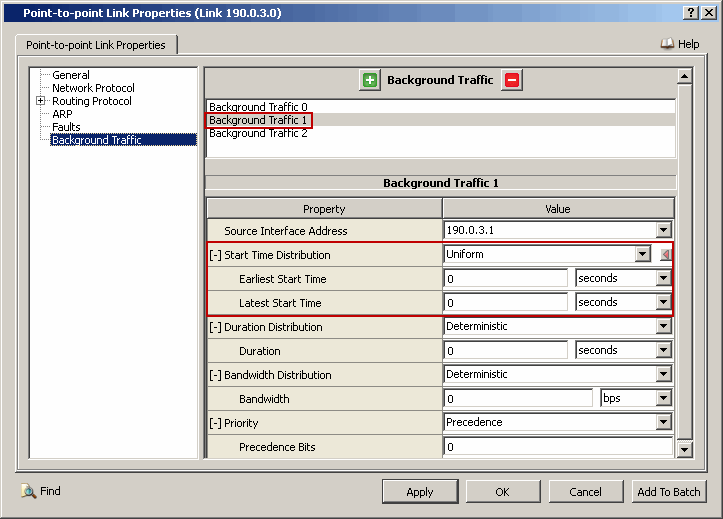 Point-to-point Link Properties (Link 190.0.3.0)
Point-to-point Link Properties
Help
General
Network Protocol
Routing Protocol
ARP
Faults
Background Traffic
Background Traffic
Background Traffic 0
Background Traffic 1
Background Traffic 2
Background Traffic 1
Property Value
Source Interface Address 190.0.3.1
[-] Start Time Distribution Uniform
Earliest Start Time 0 seconds
Latest Start Time 0 seconds
[-] Duration Distribution Deterministic
Duration 0 seconds
[-] Bandwidth Distribution Deterministic
Bandwidth 0 bps
[-] Priority Precedence
Precedence Bits 0
Find
Apply OK Cancel Add To Batch